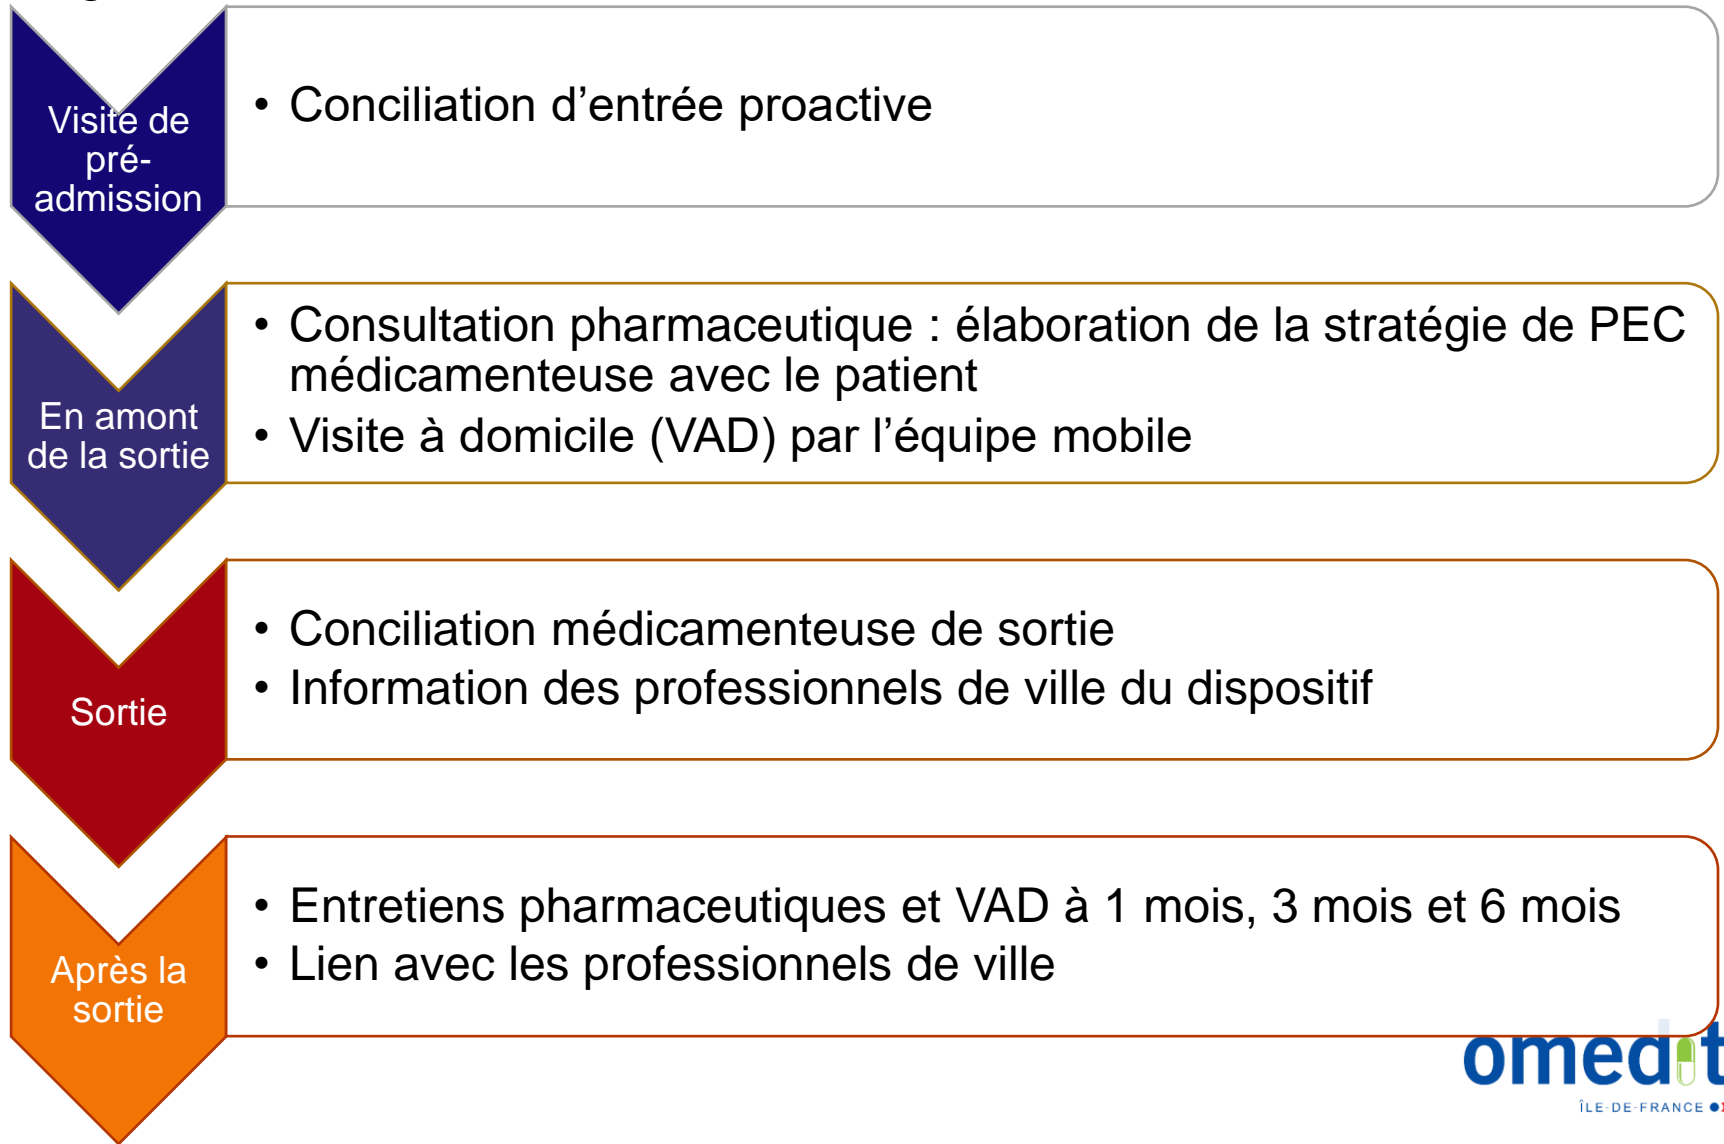 Visite de
pré-
admission
• Conciliation d’entrée proactive
En amont
de la sortie
• Consultation pharmaceutique : élaboration de la stratégie de PEC
médicamenteuse avec le patient
• Visite à domicile (VAD) par l’équipe mobile
Sortie
• Conciliation médicamenteuse de sortie
• Information des professionnels de ville du dispositif
Après la
sortie
• Entretiens pharmaceutiques et VAD à 1 mois, 3 mois et 6 mois
• Lien avec les professionnels de ville
omedit
ÎLE-DE-FRANCE